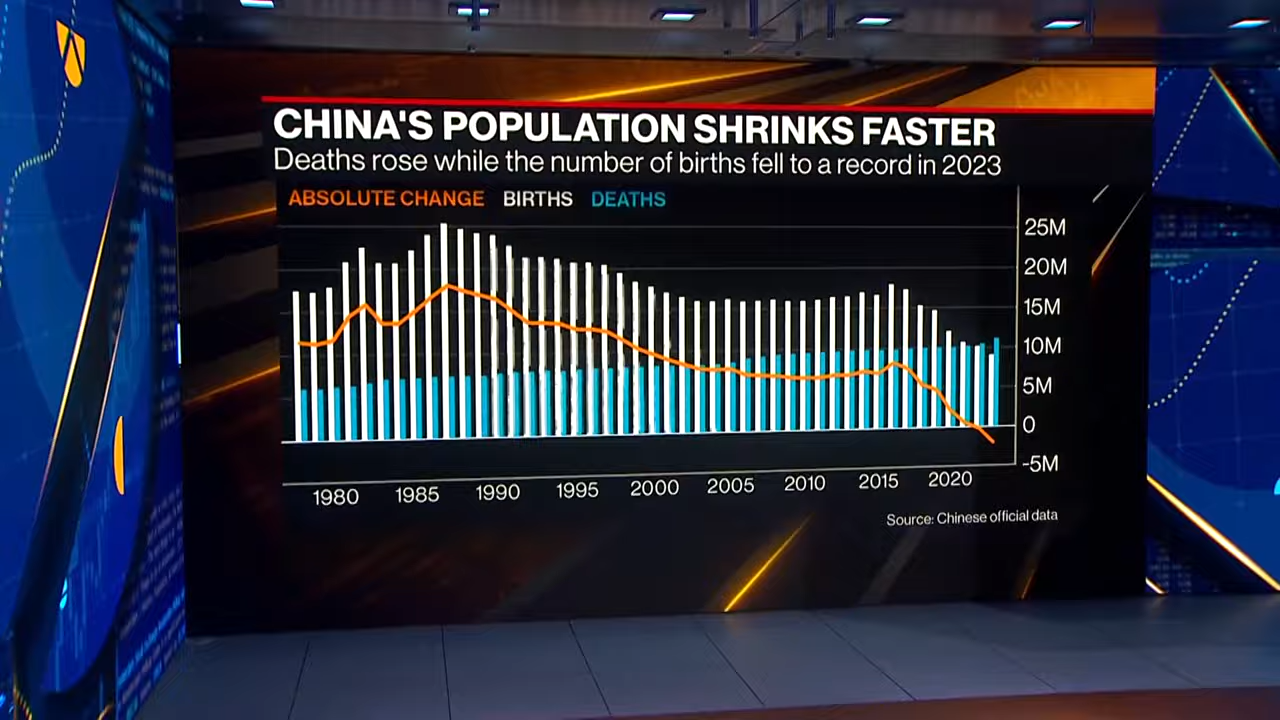 CHINA'S POPULATION SHRINKS FASTER
Deaths rose while the number of births fell to a record in 2023
ABSOLUTE CHANGE BIRTHS DEATHS
25M
20M
15M
10M
5M
0
-5M
1980 1985 1990 1995 2000 2005 2010 2015 2020
Source: Chinese official data